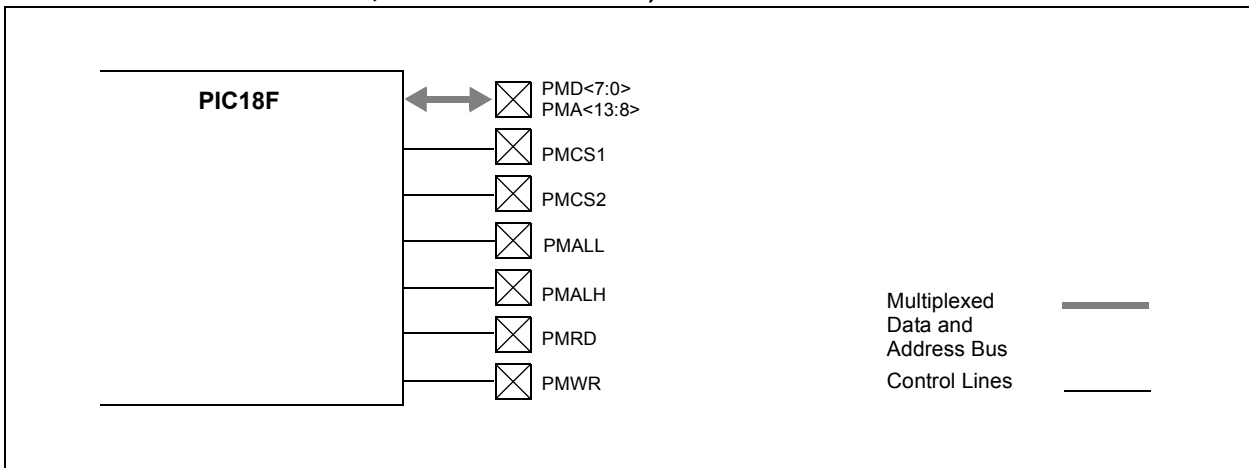 PIC18F
PMD<7:0>
PMA<13:8>
PMCS1
PMCS2
PMALL
PMALH
PMRD
PMWR
Multiplexed
Data and
Address Bus
Control Lines